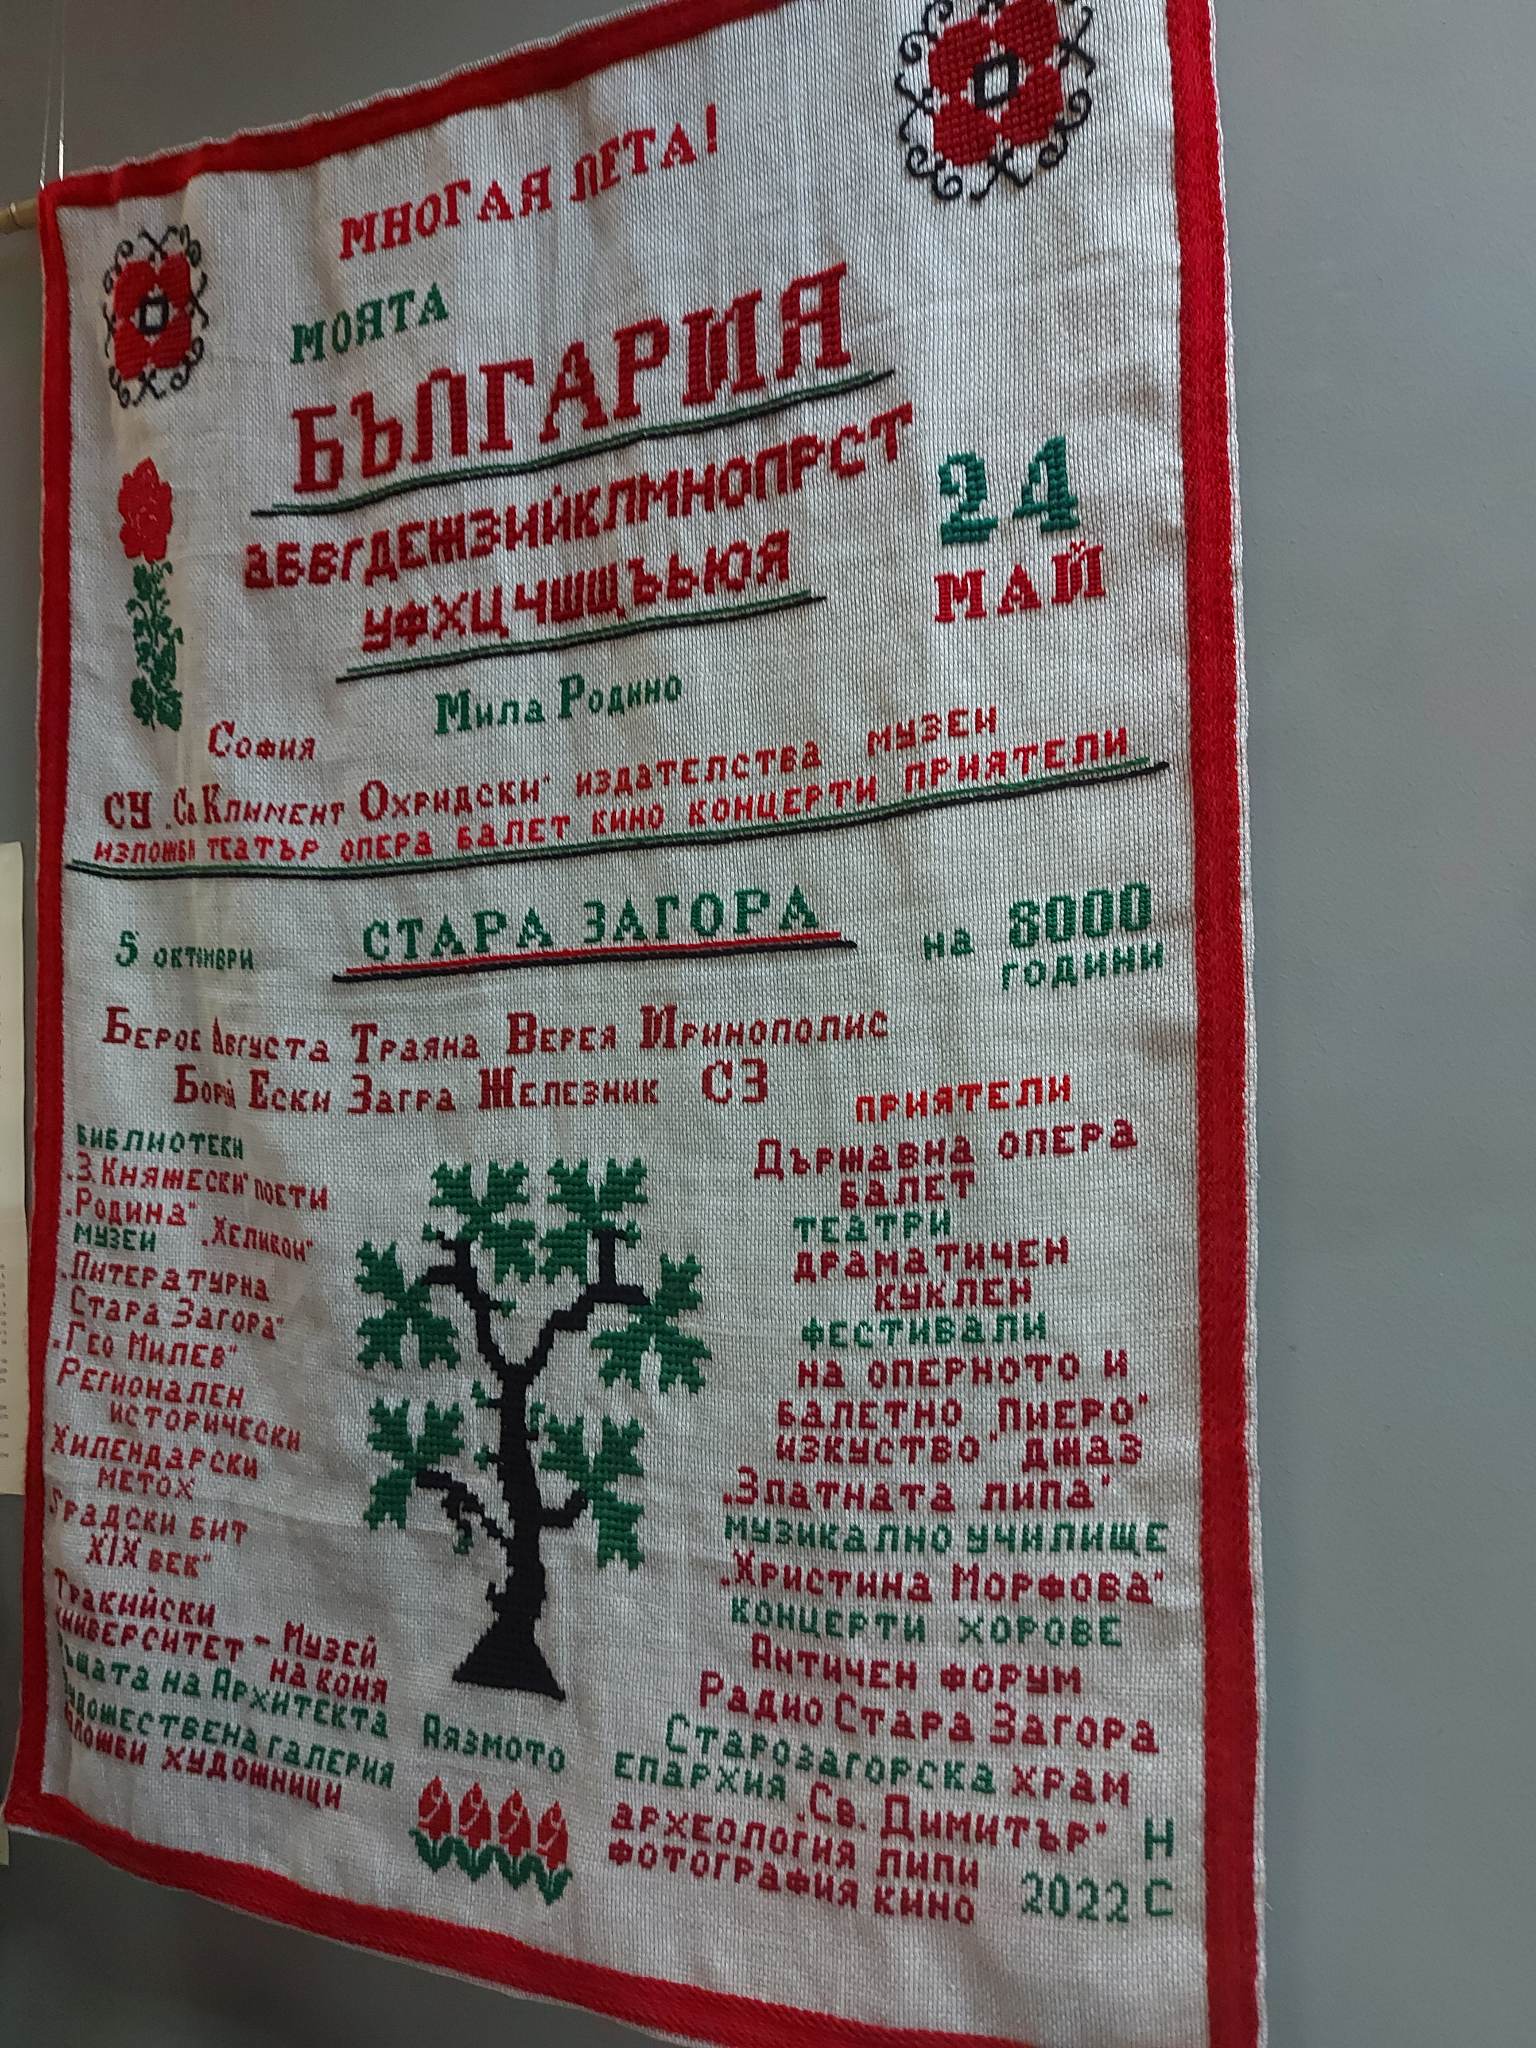 МНОГАЯ ЛЕТА!
МОЯТА
БЪЛГАРИЯ
АБВГДЕЖЗИЙКЛМНОПРСТ
УФХЦЧШЩЪЬЮЯ
24
МАЙ
Мила Родино
София
СУ „Св Климент Охридски" издателства музеи
изложби театър опера балет кино концерти приятели
5 октомври
СТАРА ЗАГОРА
на 8000
години
Берое Августа Траяна Верея Иринополис
Боруй Ески Загра Железник СЗ
библиотеки
„З. Княжески" поети
„Родина" „Хеликон"
музеи
„Литературна
Стара Загора"
„Гео Милев"
Регионален
исторически
Хилендарски
метох
Градски бит
XIX век"
Тракийски
университет – Музей
на коня
Къщата на Архитекта
Художествена галерия
изложби художници
Аязмото
приятели
Държавна опера
балет
театри
драматичен
куклен
фестивали
на оперното и
балетно „Пиеро"
изкуство" джаз
„Златната липа"
музикално училище
„Христина Морфова"
концерти хорове
Античен форум
Радио Стара Загора
Старозагорска храм
епархия „Св. Димитър"
археология липи
фотография кино
Н
2022 С